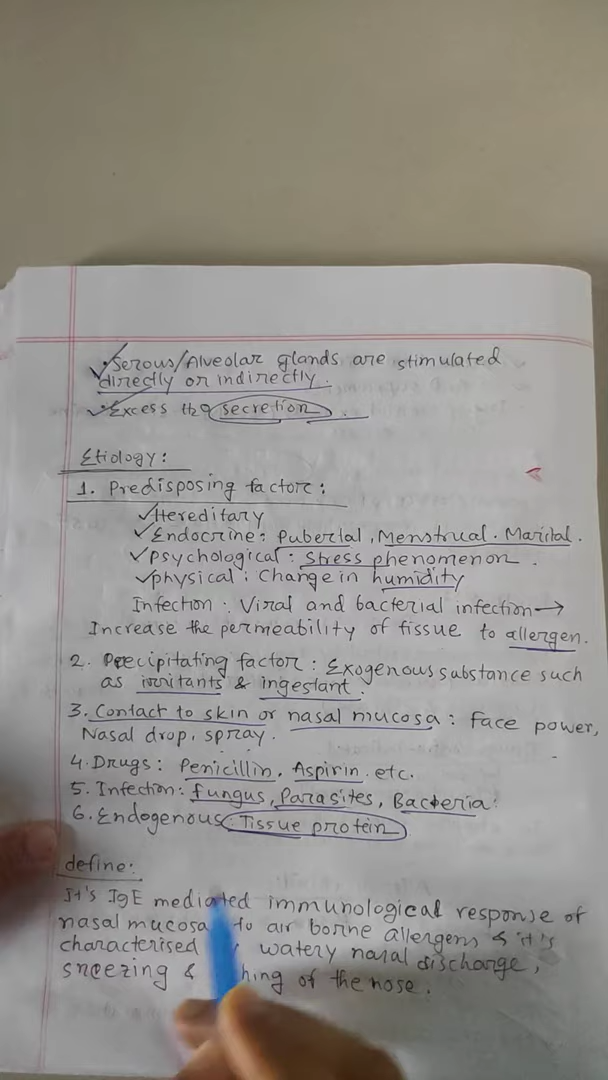 Serous/Alveolar glands are stimulated
directly or indirectly.
Excess the secretion.
Etiology:
1. Predisposing factor:
Hereditary
Endocrine: Pubertal, Menstrual. Marital.
Psychological: Stress phenomenon.
physical: Change in humidity
Infection: Viral and bacterial infection→
Increase the permeability of tissue to allergen.
2. Precipitating factor: Exogenous substance such
as irritants & ingestant.
3. Contact to skin or nasal mucosa: Face power,
Nasal drop, spray.
4. Drugs: Penicillin, Aspirin. etc.
5. Infection: Fungus, Parasites, Bacteria.
6. Endogenous: Tissue protein
define:
It's IgE mediated immunological response of
nasal mucosa to air borne allergens & it's
characterised watery nasal discharge,
sneezing & of the nose.